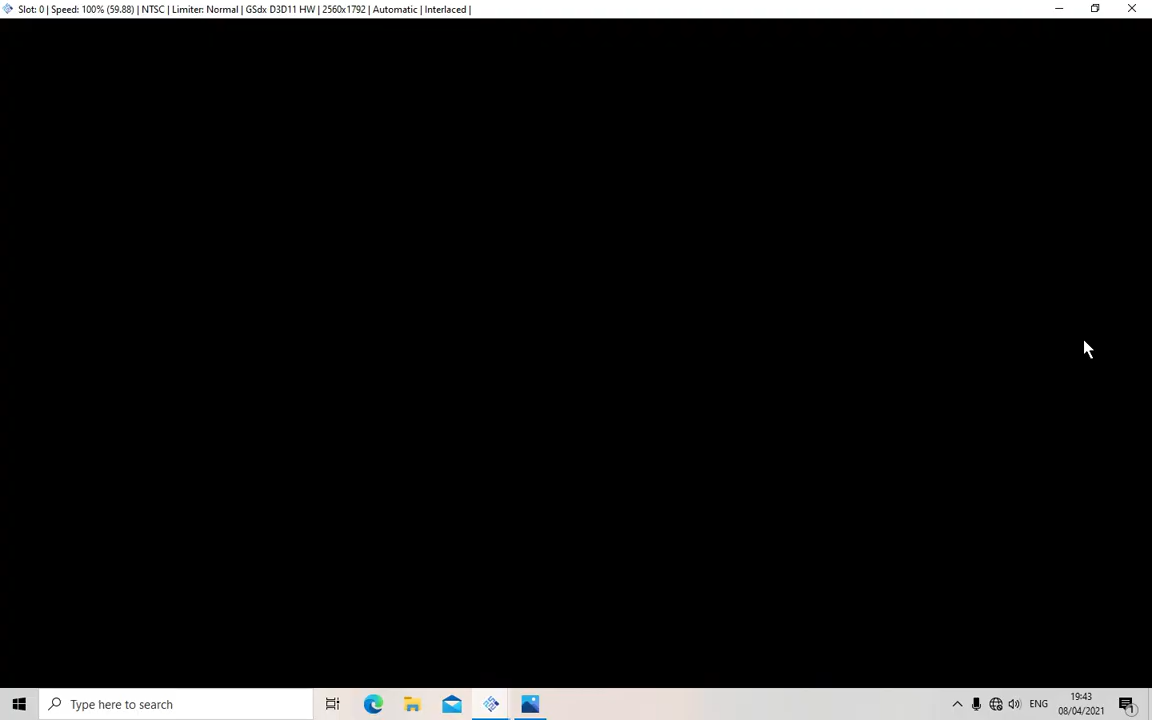 Slot: 0 | Speed: 100% (59.88) | NTSC | Limiter: Normal | GSdx D3D11 HW | 2560x1792 | Automatic | Interlaced |
Type here to search
ENG
19:43
08/04/2021
1